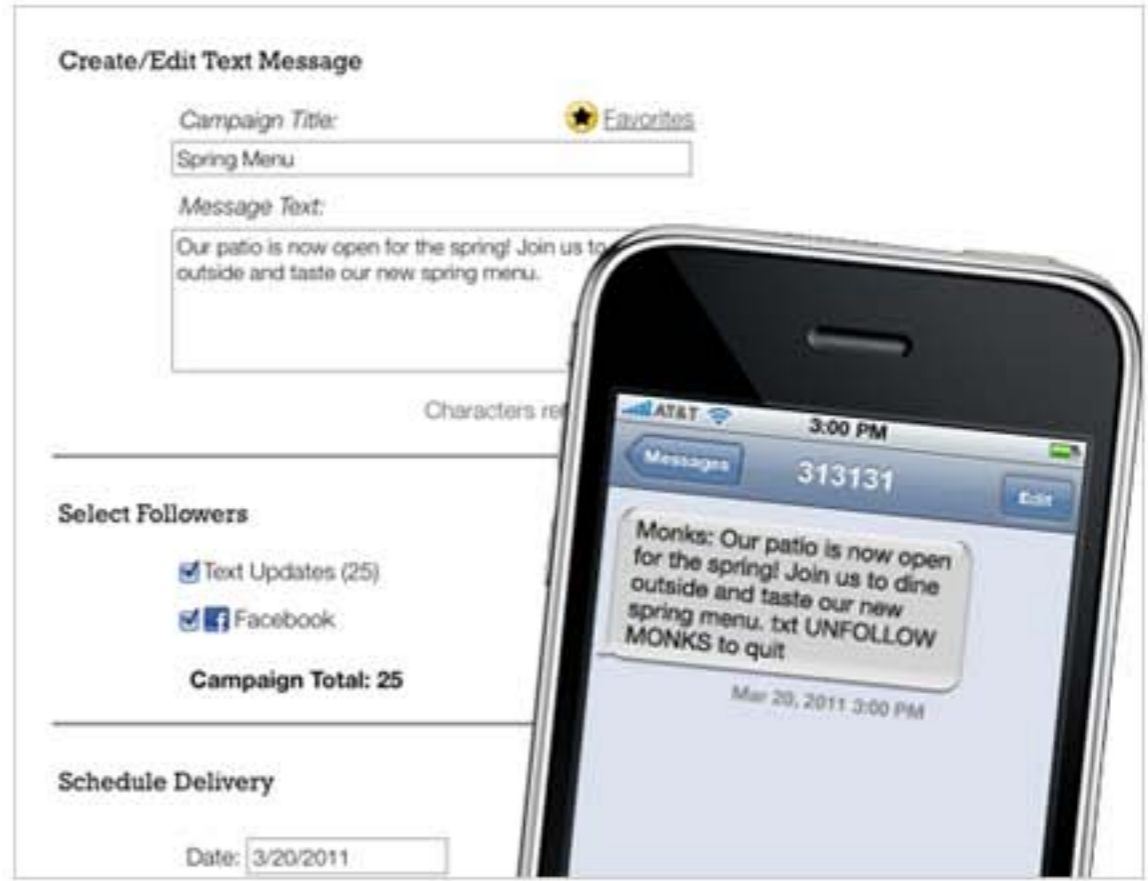 Create/Edit Text Message
Campaign Title:
Favorites
Spring Menu
Message Text:
Our patio is now open for the spring! Join us to
outside and taste our new spring menu.
Characters
Select Followers
Text Updates (25)
Facebook
Campaign Total: 25
Schedule Delivery
Date: 3/20/2011
AT&T
3:00 PM
Messages
313131
Edit
Monks: Our patio is now open
for the spring! Join us to dine
outside and taste our new
spring menu. txt UNFOLLOW
MONKS to quit
Mar 20, 2011 3:00 PM